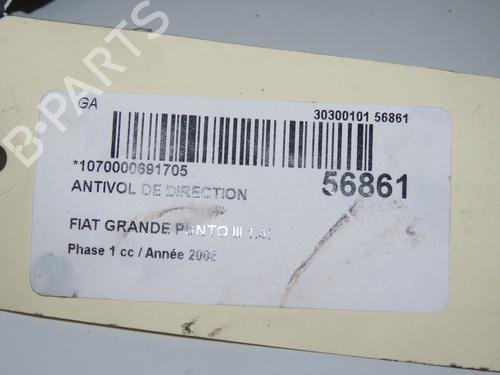 B-PARTS
GA
30300101 56861
*1070000691705
56861
ANTIVOL DE DIRECTION
FIAT GRANDE PUNTO III
Phase 1 cc / Année